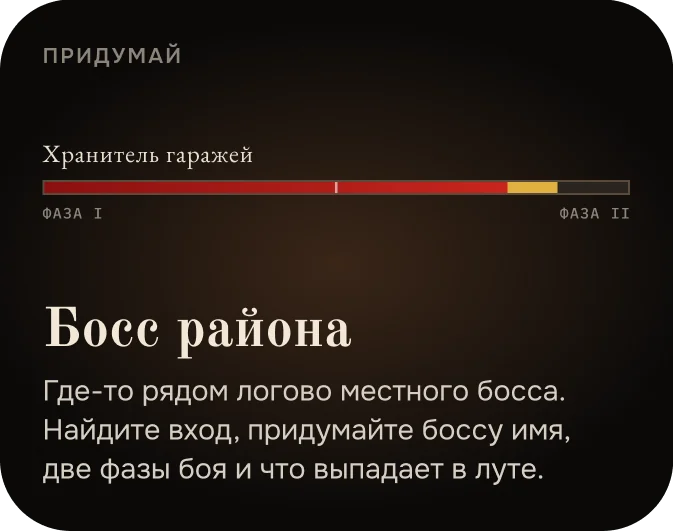 ПРИДУМАЙ
Хранитель гаражей
ФАЗА I
ФАЗА II
Босс района
Где-то рядом логово местного босса.
Найдите вход, придумайте боссу имя,
две фазы боя и что выпадает в луте.